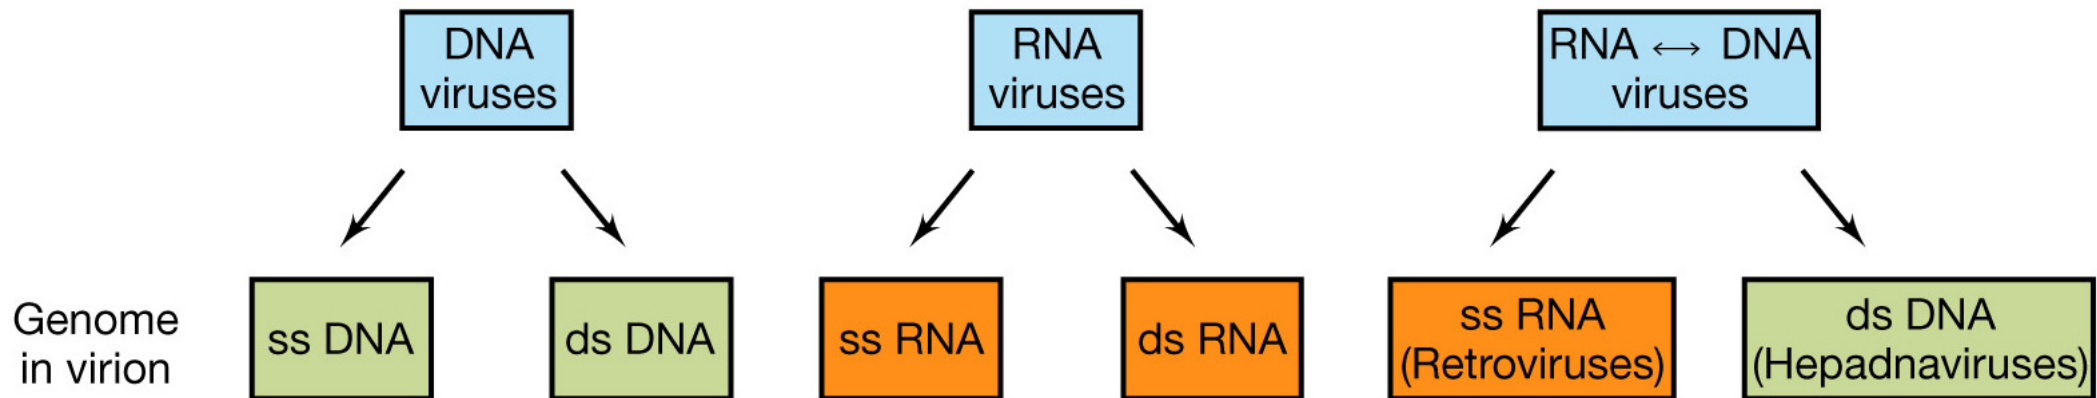 DNA
viruses
RNA
viruses
RNA ↔ DNA
viruses
Genome
in virion
ss DNA
ds DNA
ss RNA
ds RNA
ss RNA
(Retroviruses)
ds DNA
(Hepadnaviruses)